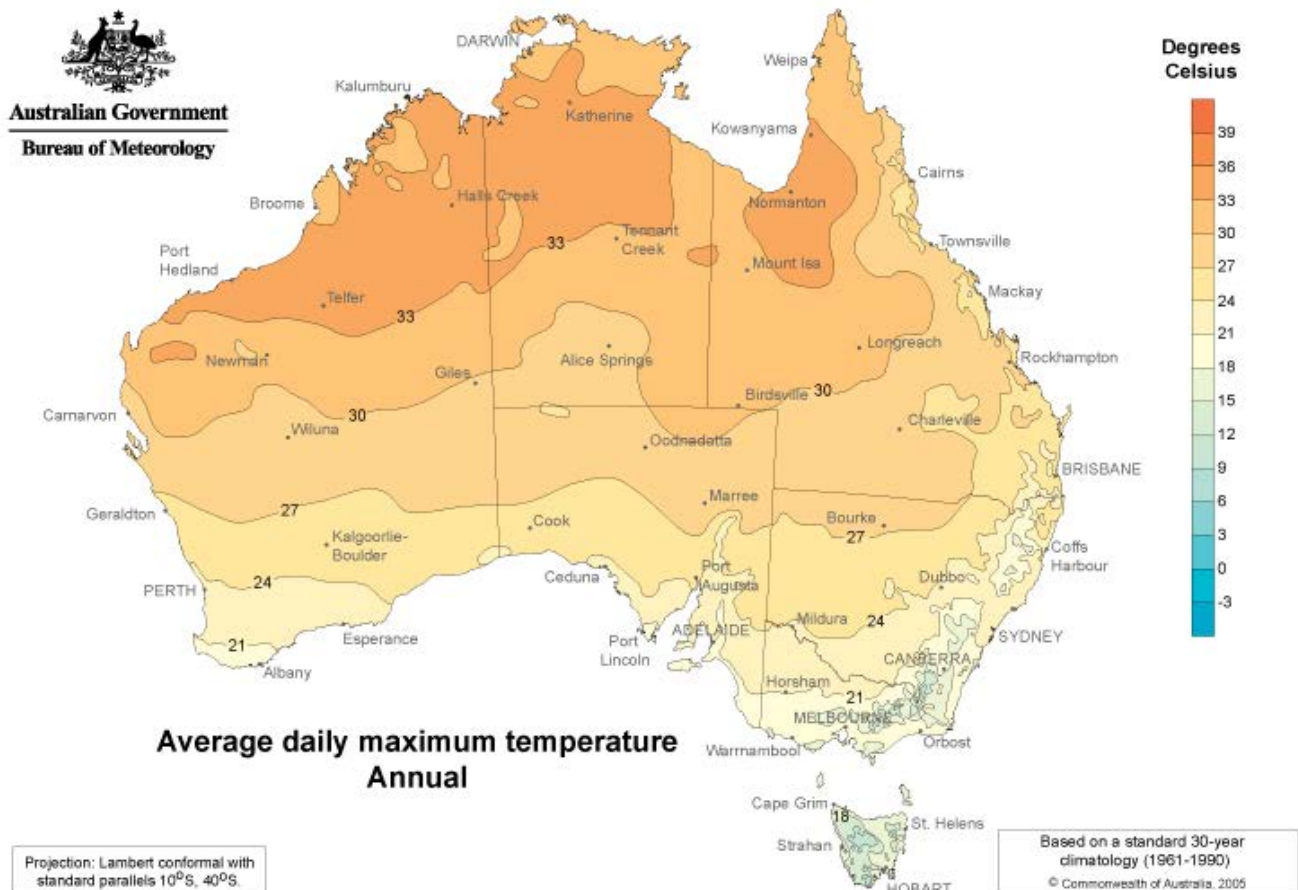 Australian Government
Bureau of Meteorology
DARWIN
Weipa
Degrees
Celsius
Kalumburu
Katherine
Kowanyama
39
36
33
30
27
24
21
18
15
12
9
6
3
0
-3
Cairns
Broome
Halls Creek
Normanton
33
Tennant
Creek
Townsville
Port
Hedland
Mount Isa
Telfer
Mackay
33
Newman
Alice Springs
Longreach
Rockhampton
Giles
Carnarvon
30
Birdsville
30
Charleville
Wiluna
Oodnadatta
BRISBANE
Geraldton
27
Marree
Cook
Bourke
27
Kalgoorlie-
Boulder
Coffs
Harbour
PERTH
24
Ceduna
Port
Augusta
Dubbo
Mildura
24
21
Esperance
ADELAIDE
SYDNEY
Port
Lincoln
Albany
CANBERRA
Horsham
21
MELBOURNE
Warrnambool
Orbost
Average daily maximum temperature
Annual
Cape Grim
18
St. Helens
Strahan
HOBART
Projection: Lambert conformal with
standard parallels 10°S, 40°S.
Based on a standard 30-year
climatology (1961-1990)
© Commonwealth of Australia, 2005